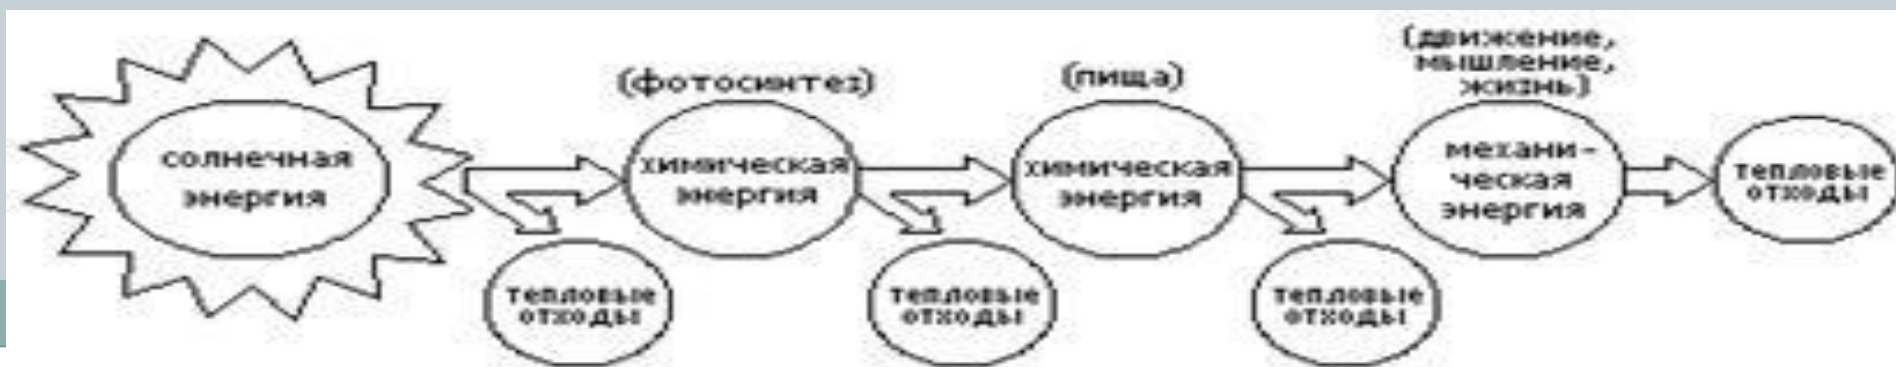 солнечная
энергия
(фотосинтез)
химическая
энергия
(пища)
химическая
энергия
(движение,
мышление,
жизнь)
механи-
ческая
энергия
тепловые
отходы
тепловые
отходы
тепловые
отходы
тепловые
отходы